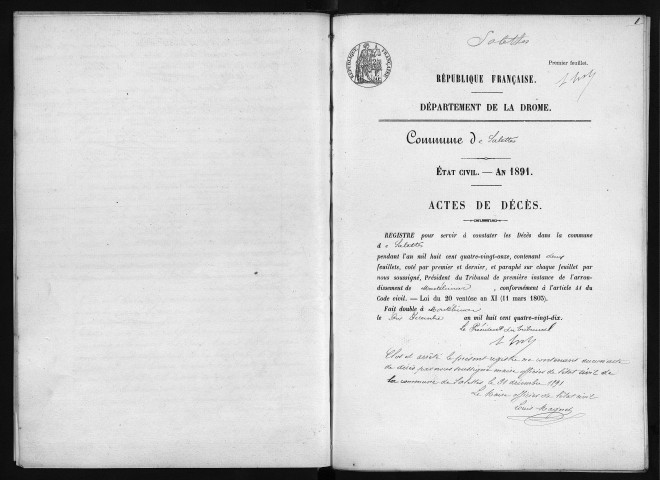 1
Salettes
Premier feuillet.
RÉPUBLIQUE FRANÇAISE.
DÉPARTEMENT DE LA DROME.
Commune de Salettes
ÉTAT CIVIL. — AN 1891.
ACTES DE DÉCÈS.
REGISTRE pour servir à constater les Décès dans la commune
de Salettes
pendant l'an mil huit cent quatre-vingt-onze, contenant deux
feuillets, coté par premier et dernier, et paraphé sur chaque feuillet par
nous soussigné, Président du Tribunal de première instance de l'arron-
dissement de Montélimar, conformément à l'article 41 du
Code civil. — Loi du 20 ventôse an XI (11 mars 1803).
Fait double à Montélimar
le dix Décembre an mil huit cent quatre-vingt-dix.
Le Président du Tribunal
Clos et arrêté le présent registre ne contenant aucun acte
de décès, par nous soussigné maire officier de l'état civil de
la commune de Salettes le 31 décembre 1891
Le Maire officier de l'état civil
Louis Magnet